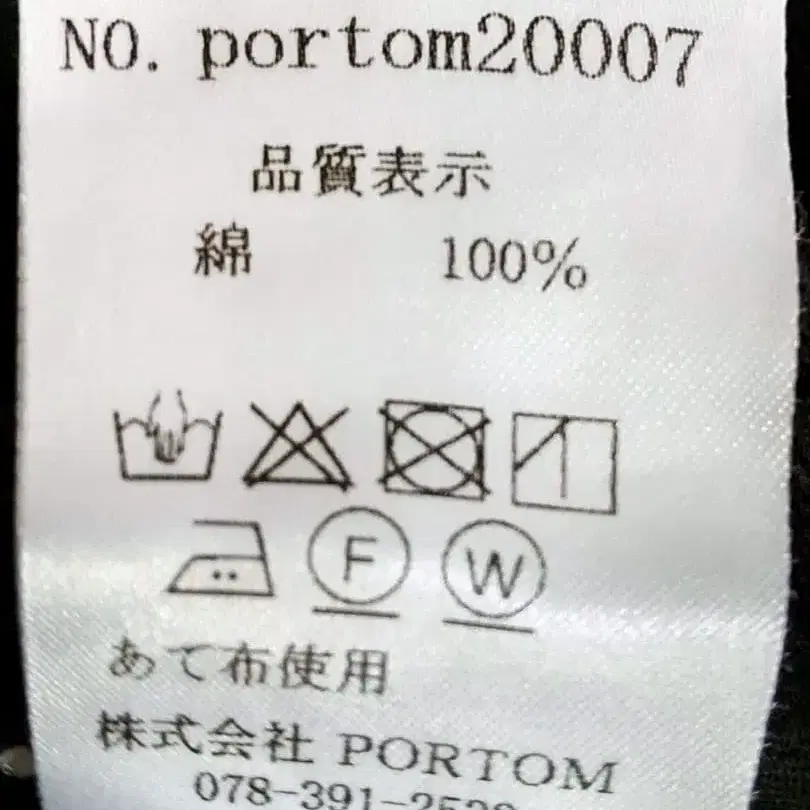 NO. portom20007
品質表示
綿 100%
F W
あて布使用
株式会社 PORTOM